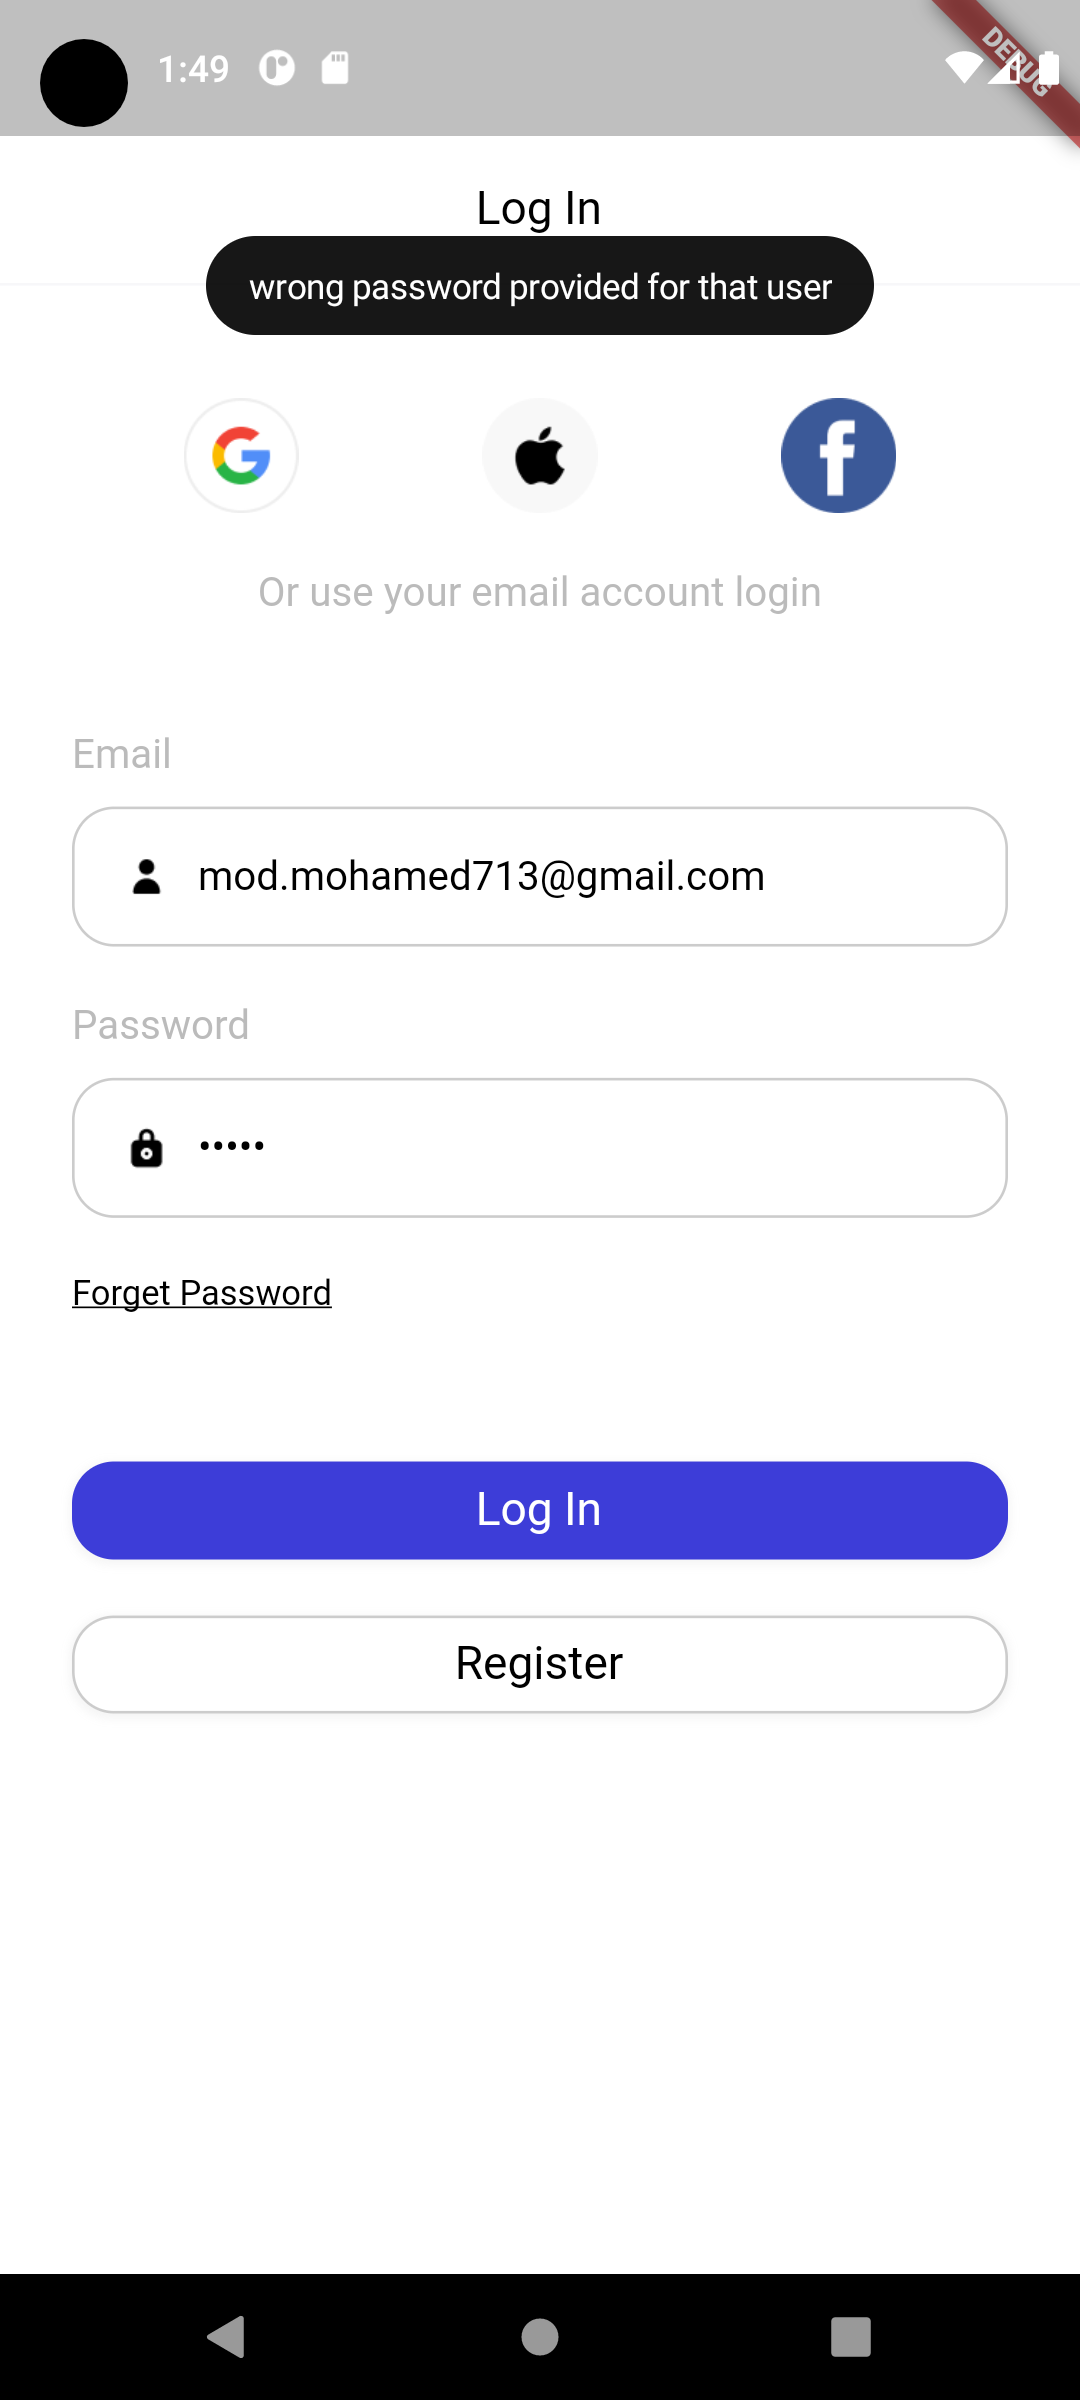 1:49
DEBUG
Log In
wrong password provided for that user
Or use your email account login
Email
mod.mohamed713@gmail.com
Password
•••••
Forget Password
Log In
Register